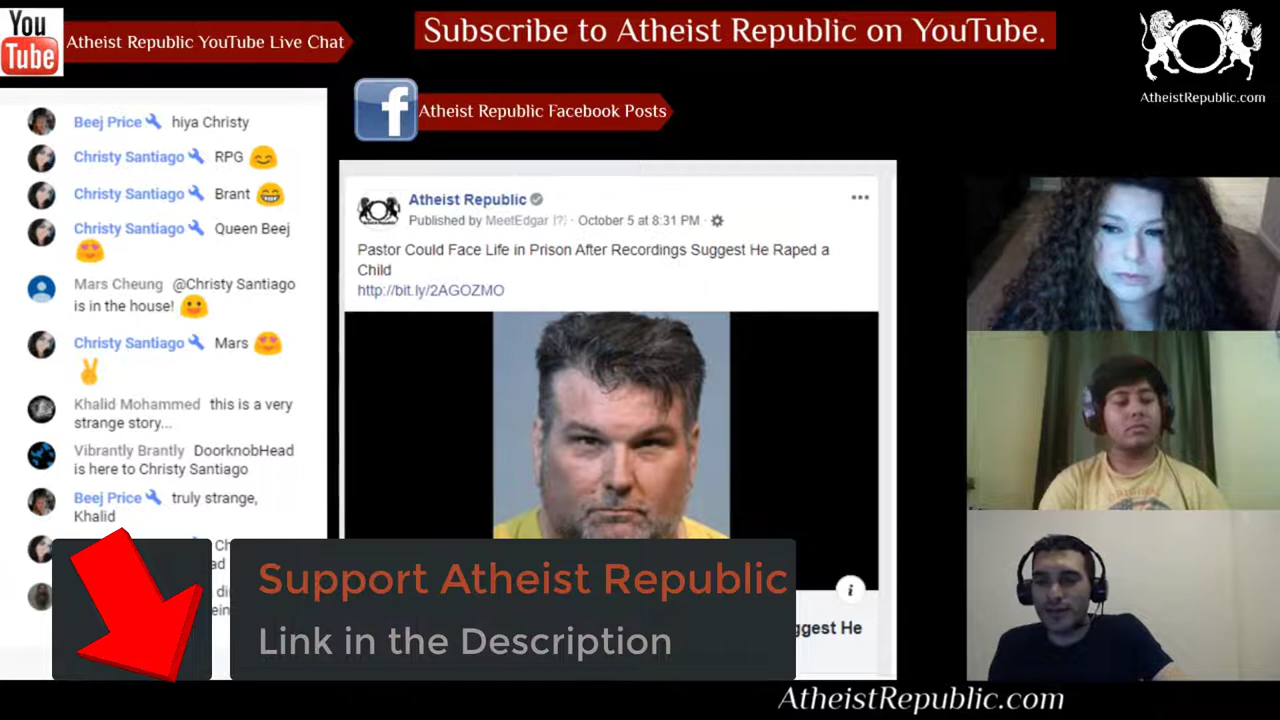 You
Tube
Atheist Republic YouTube Live Chat
Subscribe to Atheist Republic on YouTube.
AtheistRepublic.com
f
Atheist Republic Facebook Posts
Beej Price hiya Christy
Christy Santiago RPG
Christy Santiago Brant
Christy Santiago Queen Beej
Mars Cheung @Christy Santiago
is in the house!
Christy Santiago Mars
Khalid Mohammed this is a very
strange story...
Vibrantly Brantly DoorknobHead
is here to Christy Santiago
Beej Price truly strange,
Khalid
Atheist Republic
Published by MeetEdgar [?] · October 5 at 8:31 PM ·
Pastor Could Face Life in Prison After Recordings Suggest He Raped a
Child
http://bit.ly/2AGOZMO
i
ggest He
Support Atheist Republic
Link in the Description
AtheistRepublic.com